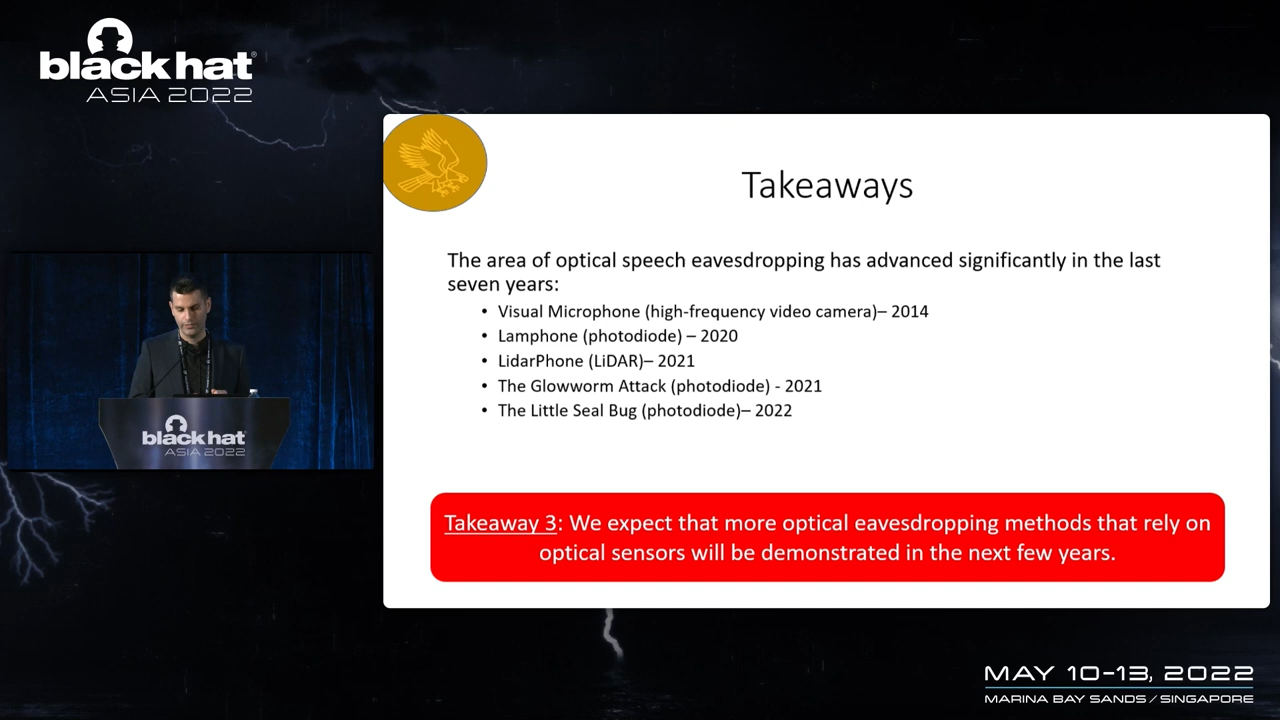 black hat®
ASIA 2022
Takeaways
The area of optical speech eavesdropping has advanced significantly in the last
seven years:
• Visual Microphone (high-frequency video camera)– 2014
• Lamphone (photodiode) – 2020
• LidarPhone (LiDAR)– 2021
• The Glowworm Attack (photodiode) - 2021
• The Little Seal Bug (photodiode)– 2022
Takeaway 3: We expect that more optical eavesdropping methods that rely on
optical sensors will be demonstrated in the next few years.
black hat
ASIA 2022
MAY 10-13, 2022
MARINA BAY SANDS / SINGAPORE